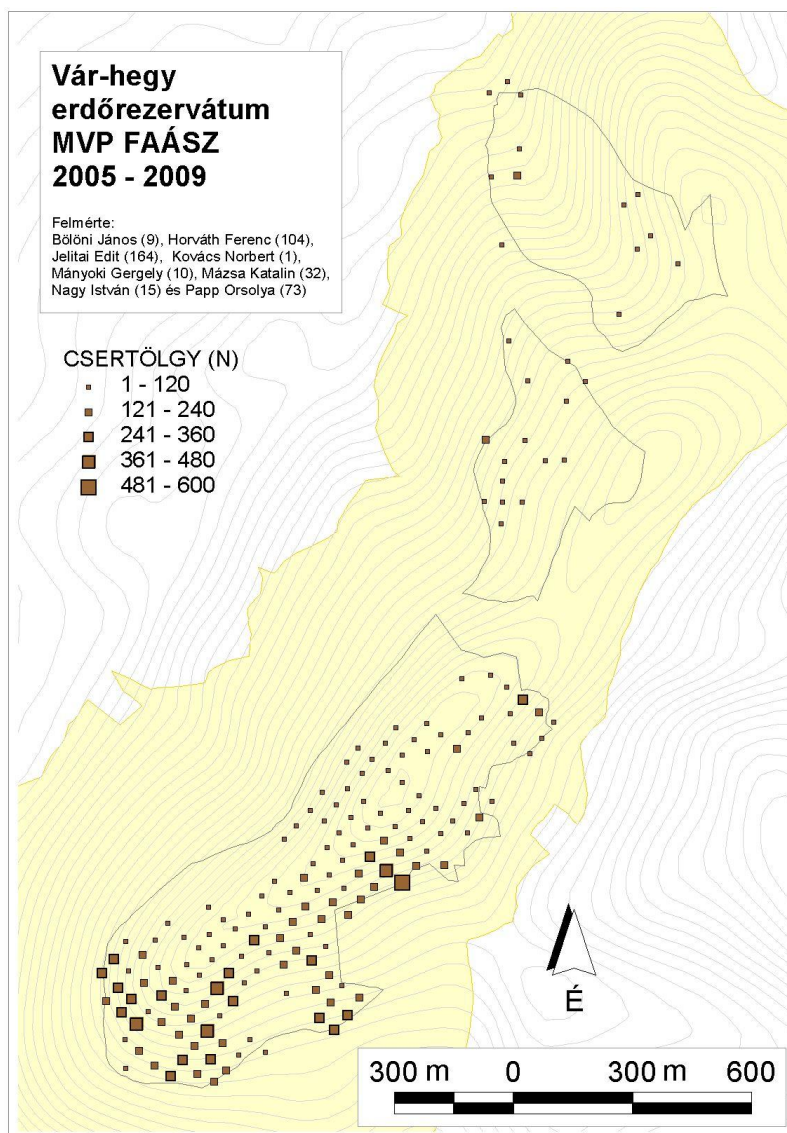 Vár-hegy
erdőrezervátum
MVP FAÁSZ
2005 - 2009
Felmérte:
Bölöni János (9), Horváth Ferenc (104),
Jelitai Edit (164), Kovács Norbert (1),
Mányoki Gergely (10), Mázsa Katalin (32),
Nagy István (15) és Papp Orsolya (73)
CSERTÖLGY (N)
1 - 120
121 - 240
241 - 360
361 - 480
481 - 600
É
300 m 0 300 m 600